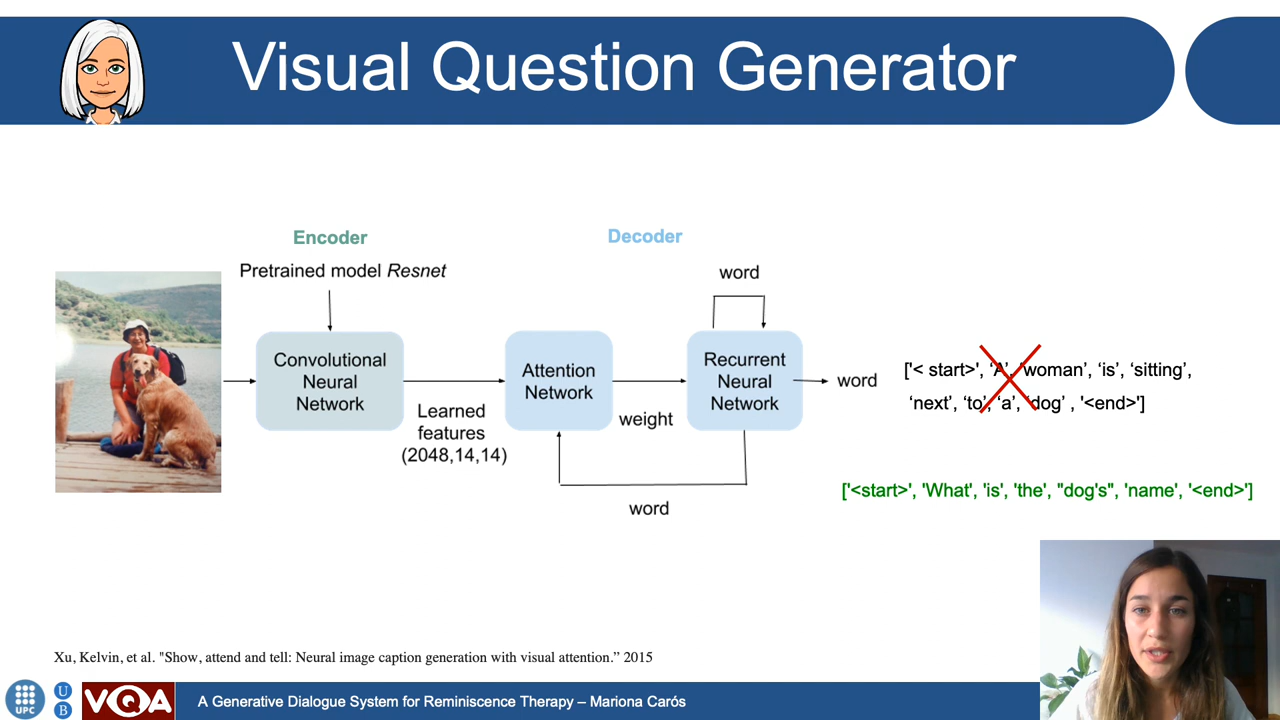 Visual Question Generator
Encoder
Decoder
Pretrained model Resnet
word
Convolutional
Neural
Network
Learned
features
(2048,14,14)
Attention
Network
weight
Recurrent
Neural
Network
word
word
['< start>', ‘A’, ‘woman’, ‘is’, ‘sitting’,
‘next’, ‘to’, ‘a’, ‘dog’ , '<end>']
['<start>', 'What', 'is', 'the', "dog's", 'name', '<end>']
Xu, Kelvin, et al. "Show, attend and tell: Neural image caption generation with visual attention.” 2015
UPC
U
B
VQA
A Generative Dialogue System for Reminiscence Therapy – Mariona Carós